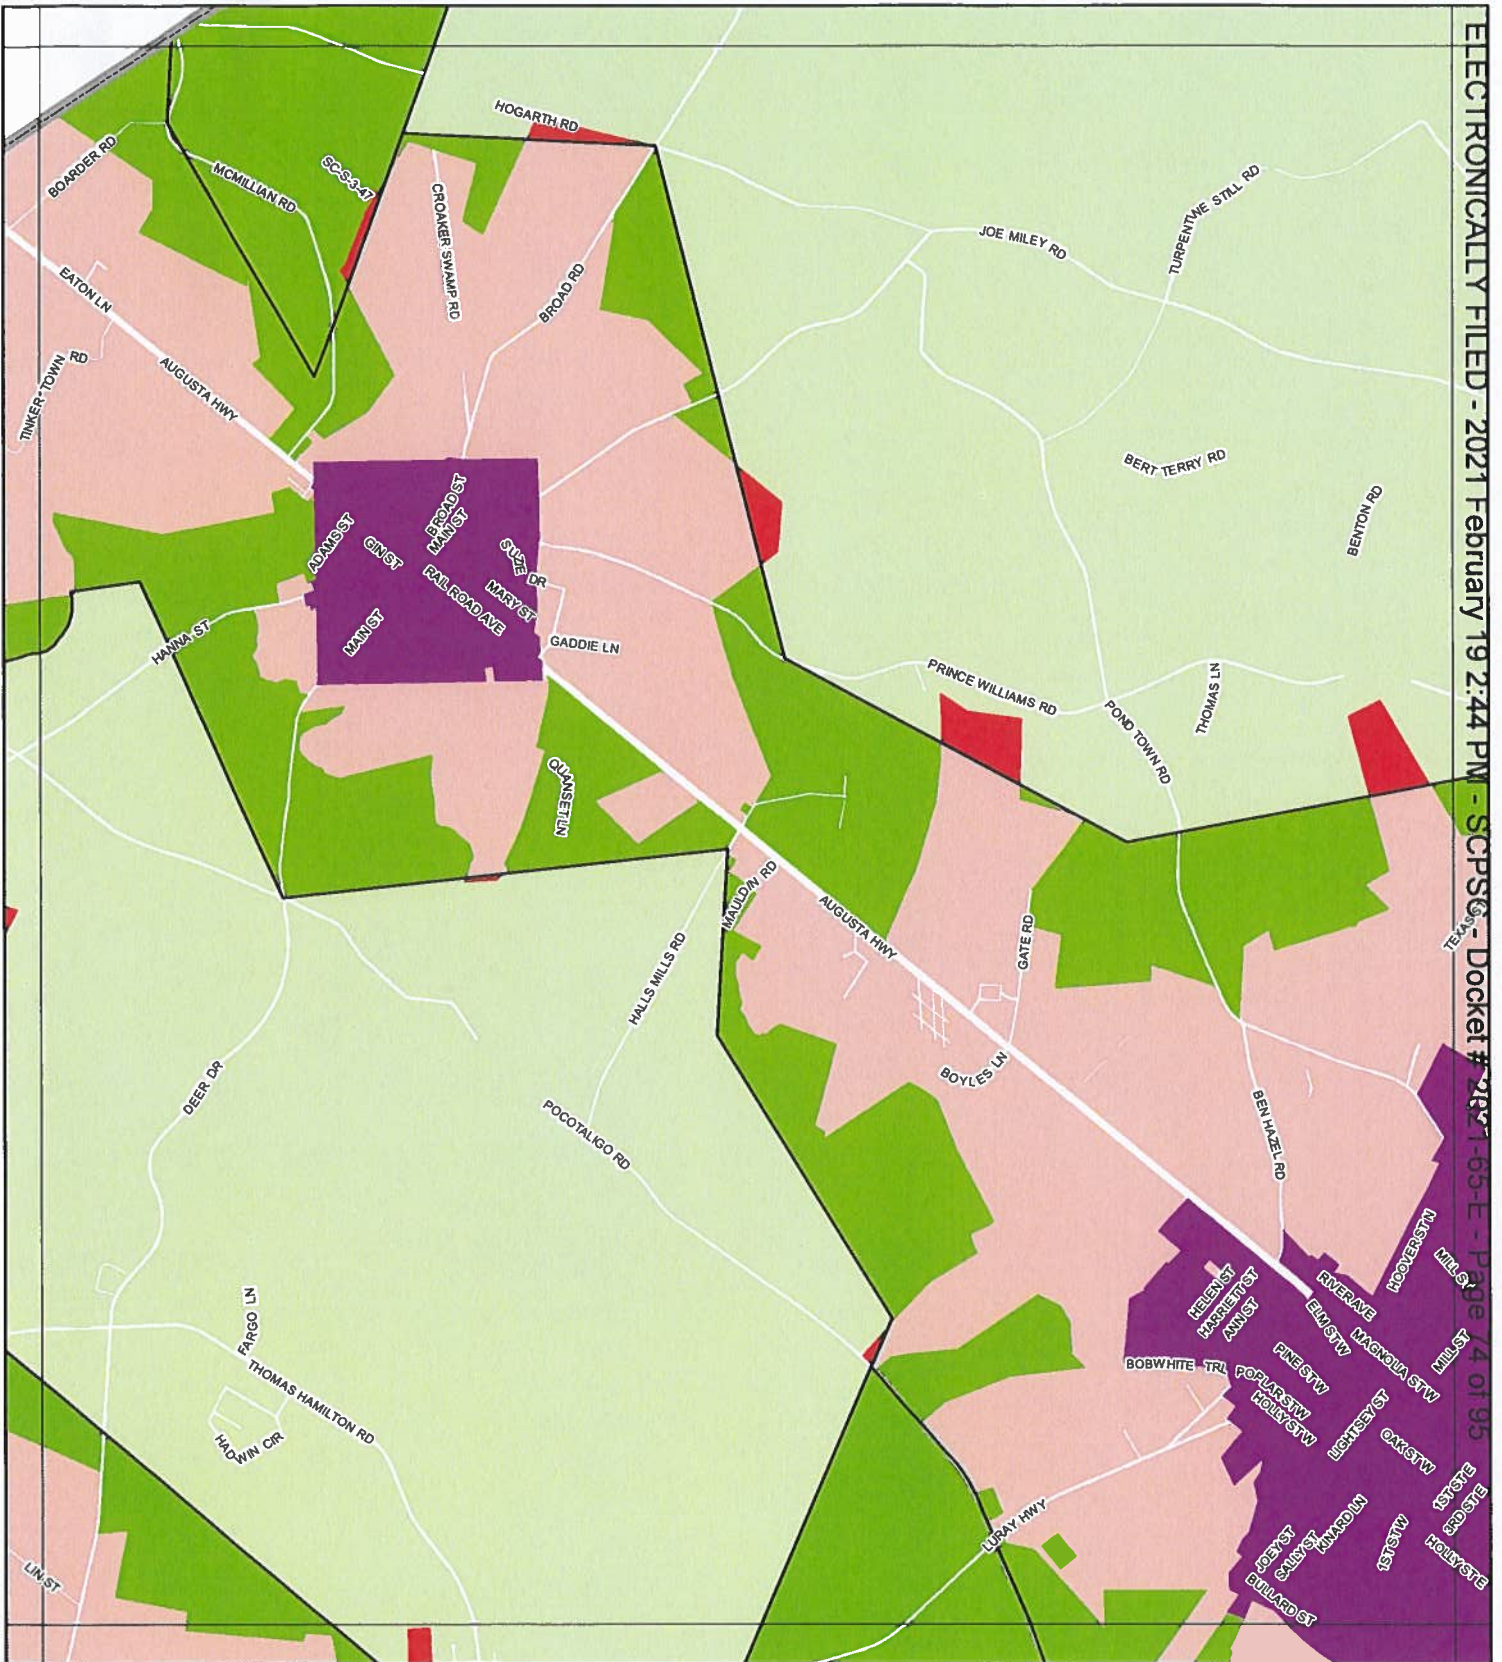 ELECTRONICALLY FILED - 2021 February 19 2:44 PM - SCPSC - Docket # 2021-65-E - Page 74 of 95
HOGARTH RD
BOARDER RD
MCMILLIAN RD
SC-S-3-47
CROAKER SWAMP RD
BROAD RD
JOE MILEY RD
TURPENTINE STILL RD
EATON LN
TINKER TOWN RD
AUGUSTA HWY
BERT TERRY RD
BENTON RD
ADAMS ST
GIN ST
BROAD ST
MAIN ST
SUZIE DR
RAIL ROAD AVE
MARY ST
MAIN ST
HANNA ST
GADDIE LN
PRINCE WILLIAMS RD
THOMAS LN
POND TOWN RD
QUANSET LN
MAULDIN RD
AUGUSTA HWY
GATE RD
HALLS MILLS RD
BOYLES LN
DEER DR
POCOTALIGO RD
BEN HAZEL RD
HOOVER ST N
MILL ST
HELEN ST
HARRIETT ST
ANN ST
RIVER AVE
ELM ST W
MAGNOLIA ST W
MILL ST
FARGO LN
THOMAS HAMILTON RD
BOBWHITE TRL
PINE ST W
POPLAR ST W
HOLLY ST W
LIGHTSEY ST
OAK ST W
HADWIN CIR
LURAY HWY
1ST ST E
3RD ST E
KINARD LN
1ST ST W
HOLLY ST E
JOEY ST
SALLY ST
BULLARD ST
LIN ST